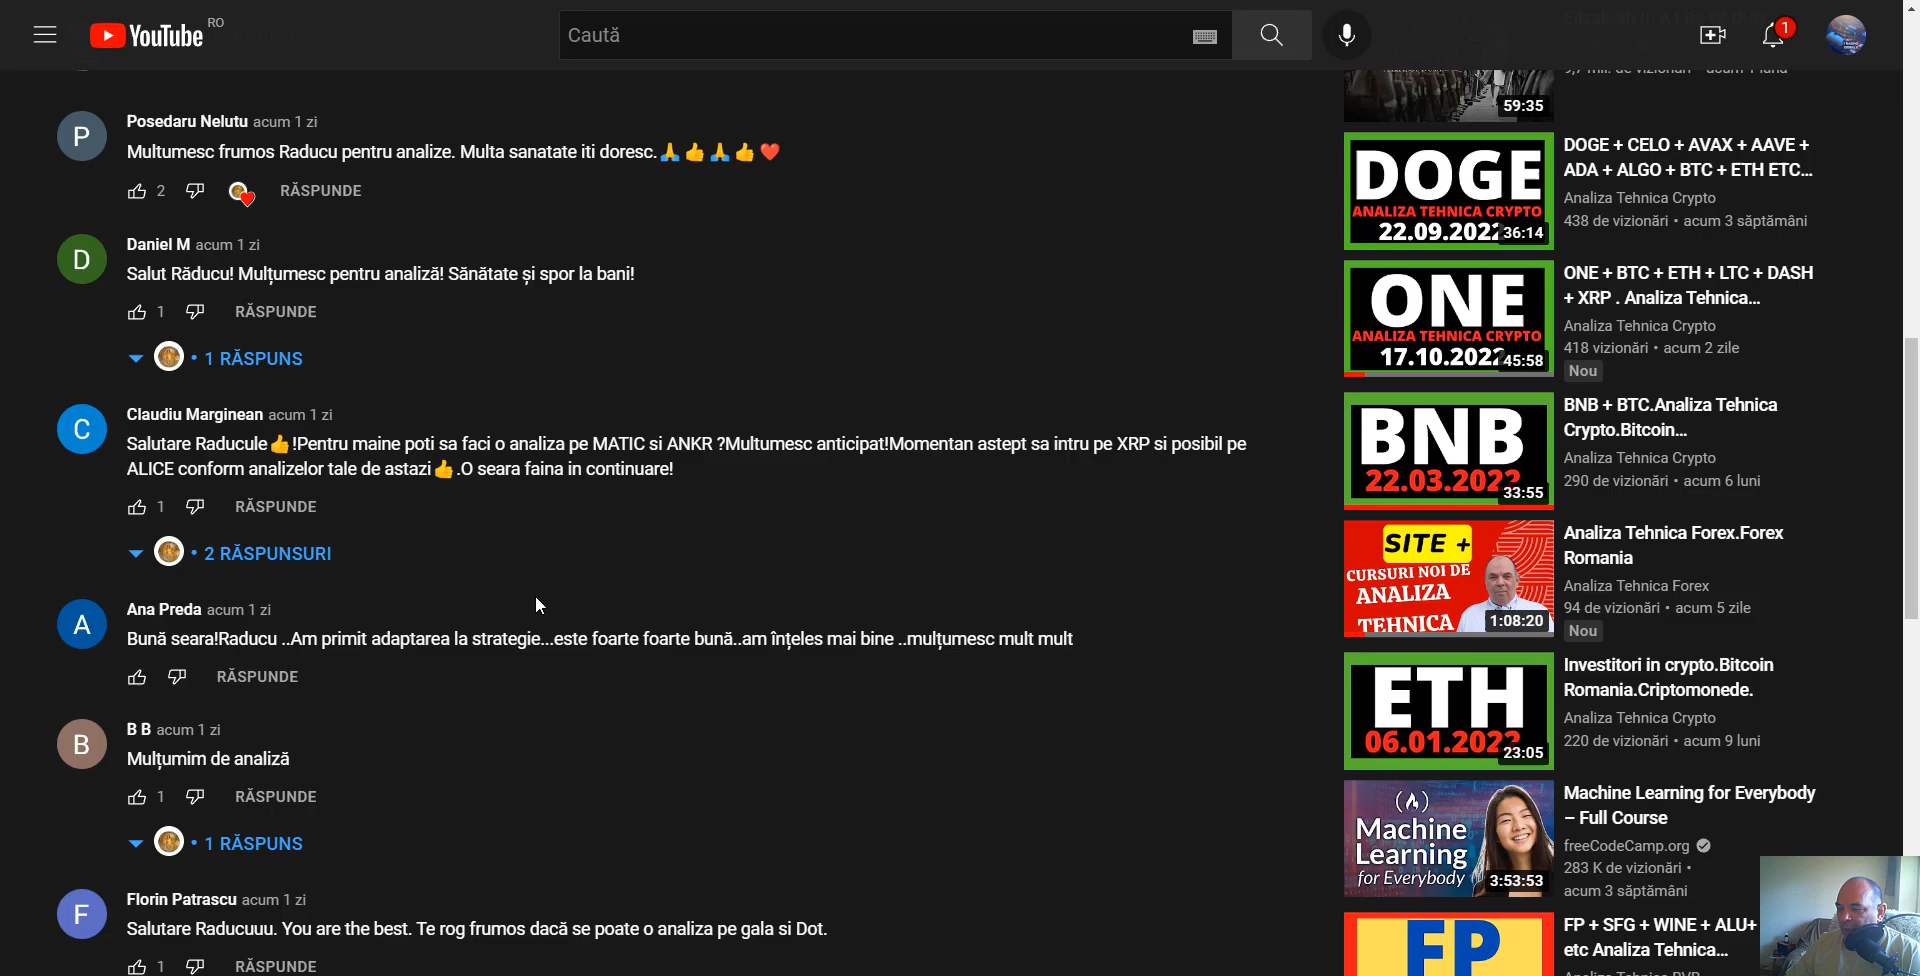 YouTube RO
Caută
1
P
Posedaru Nelutu acum 1 zi
Multumesc frumos Raducu pentru analize. Multa sanatate iti doresc.🙏👍🙏👍❤️
2 RĂSPUNDE
D
Daniel M acum 1 zi
Salut Răducu! Mulțumesc pentru analiză! Sănătate și spor la bani!
1 RĂSPUNDE
• 1 RĂSPUNS
C
Claudiu Marginean acum 1 zi
Salutare Raducule👍!Pentru maine poti sa faci o analiza pe MATIC si ANKR ?Multumesc anticipat!Momentan astept sa intru pe XRP si posibil pe
ALICE conform analizelor tale de astazi👍.O seara faina in continuare!
1 RĂSPUNDE
• 2 RĂSPUNSURI
A
Ana Preda acum 1 zi
Bună seara!Raducu ..Am primit adaptarea la strategie...este foarte foarte bună..am înțeles mai bine ..mulțumesc mult mult
RĂSPUNDE
B
B B acum 1 zi
Mulțumim de analiză
1 RĂSPUNDE
• 1 RĂSPUNS
F
Florin Patrascu acum 1 zi
Salutare Raducuuu. You are the best. Te rog frumos dacă se poate o analiza pe gala si Dot.
1 RĂSPUNDE
59:35
DOGE
ANALIZA TEHNICA CRYPTO
22.09.2022
36:14
DOGE + CELO + AVAX + AAVE +
ADA + ALGO + BTC + ETH ETC...
Analiza Tehnica Crypto
438 de vizionări • acum 3 săptămâni
ONE
ANALIZA TEHNICA CRYPTO
17.10.2022
45:58
ONE + BTC + ETH + LTC + DASH
+ XRP . Analiza Tehnica...
Analiza Tehnica Crypto
418 vizionări • acum 2 zile
Nou
BNB
22.03.2022
33:55
BNB + BTC.Analiza Tehnica
Crypto.Bitcoin...
Analiza Tehnica Crypto
290 de vizionări • acum 6 luni
SITE +
CURSURI NOI DE
ANALIZA
TEHNICA
1:08:20
Analiza Tehnica Forex.Forex
Romania
Analiza Tehnica Forex
94 de vizionări • acum 5 zile
Nou
ETH
06.01.2022
23:05
Investitori in crypto.Bitcoin
Romania.Criptomonede.
Analiza Tehnica Crypto
220 de vizionări • acum 9 luni
Machine
Learning
for Everybody
3:53:53
Machine Learning for Everybody
– Full Course
freeCodeCamp.org
283 K de vizionări •
acum 3 săptămâni
FP
FP + SFG + WINE + ALU+
etc Analiza Tehnica...